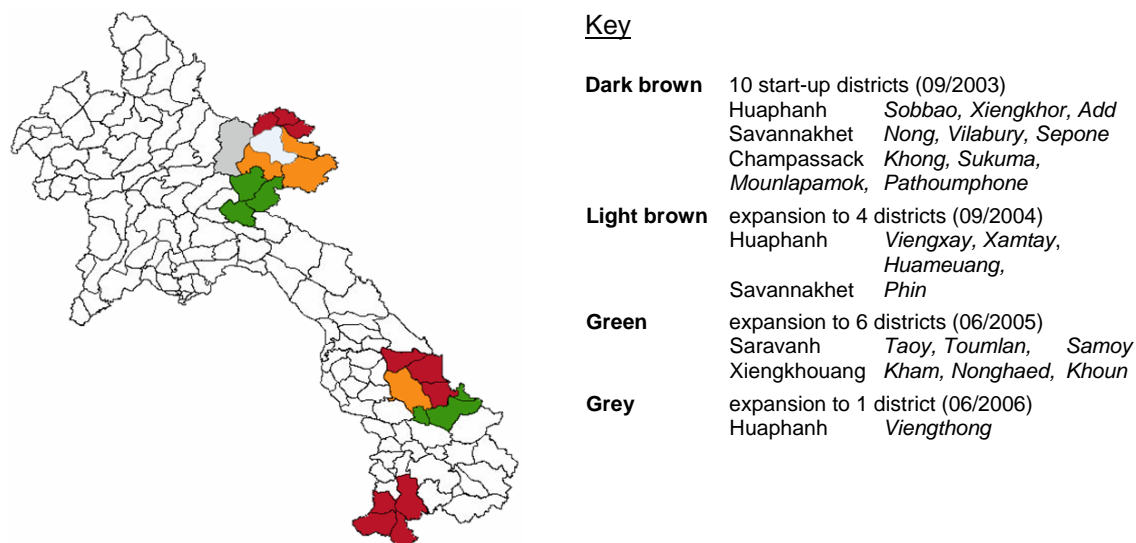 Key
Dark brown 10 start-up districts (09/2003)
Huaphanh Sobbao, Xiengkhor, Add
Savannakhet Nong, Vilabury, Sepone
Champassack Khong, Sukuma,
Mounlapamok, Pathoumphone
Light brown expansion to 4 districts (09/2004)
Huaphanh Viengxay, Xamtay,
Huameuang,
Savannakhet Phin
Green expansion to 6 districts (06/2005)
Saravanh Taoy, Toumlan, Samoy
Xiengkhouang Kham, Nonghaed, Khoun
Grey expansion to 1 district (06/2006)
Huaphanh Viengthong